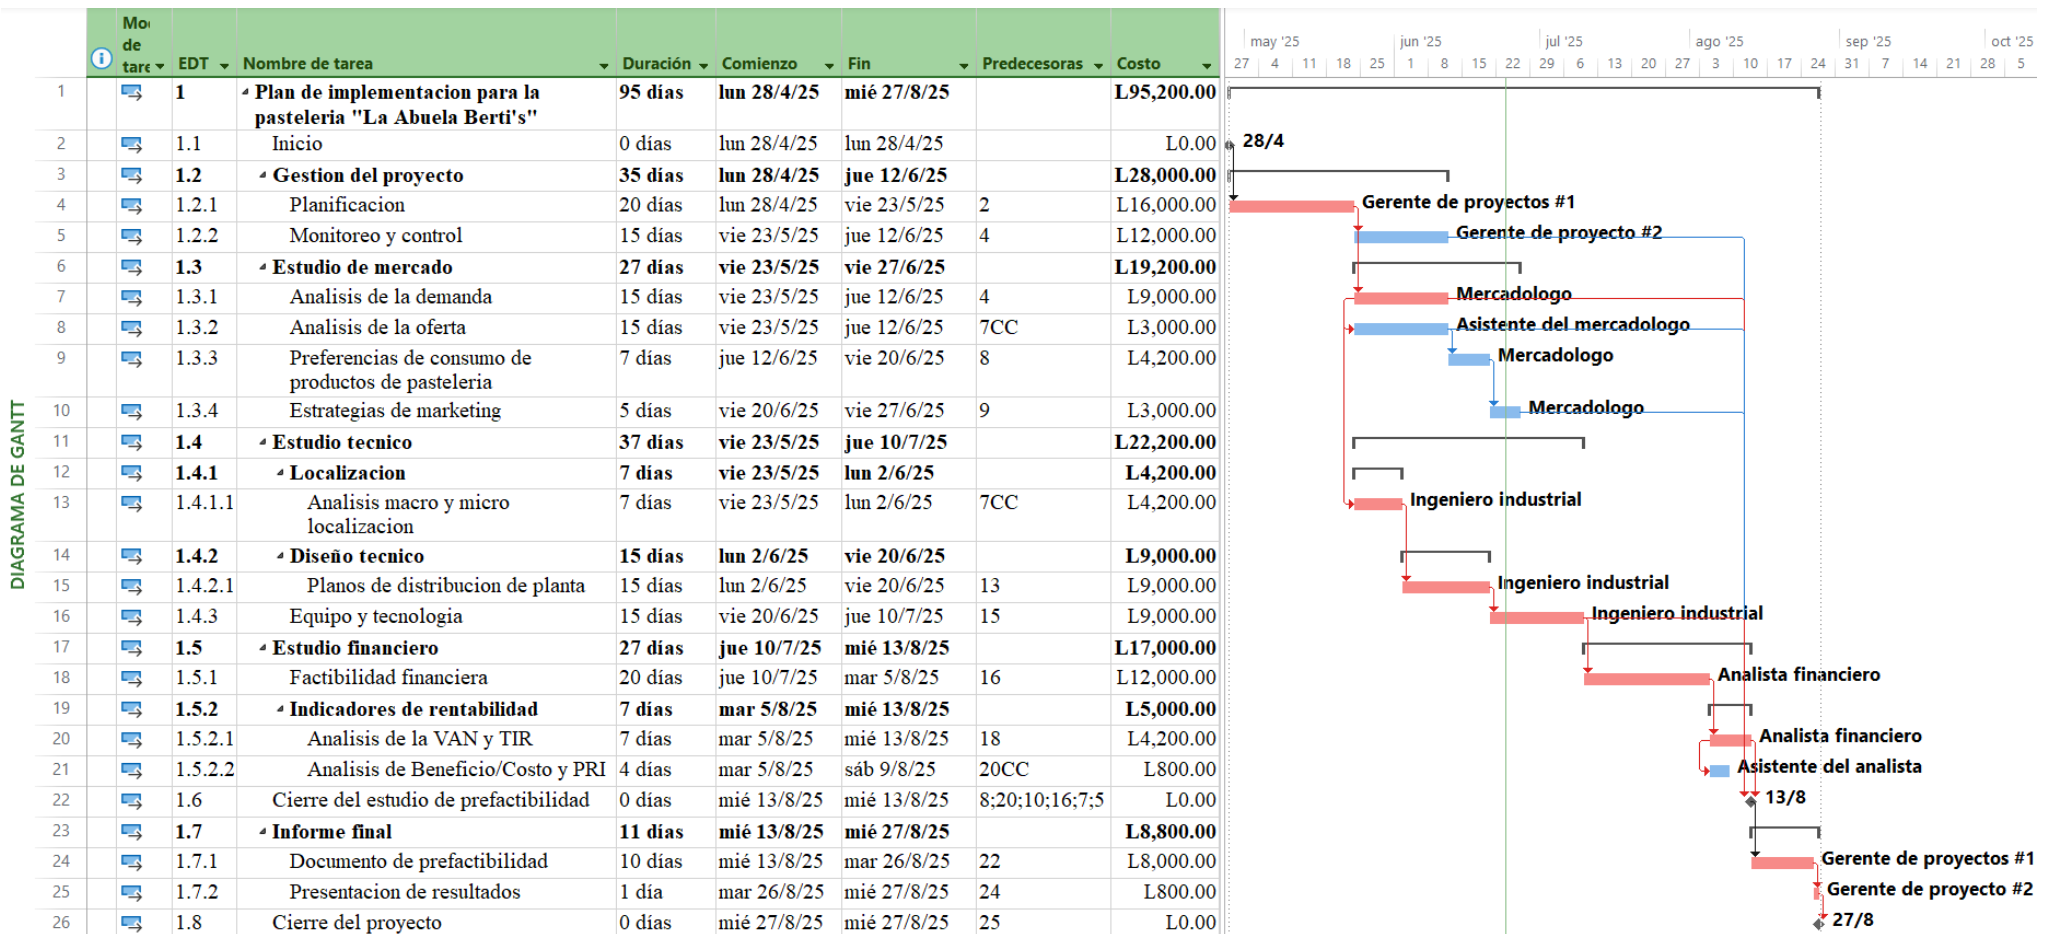 DIAGRAMA DE GANTT
Mo
de
tare EDT Nombre de tarea Duración Comienzo Fin Predecesoras Costo
may '25 jun '25 jul '25 ago '25 sep '25 oct '25
27 4 11 18 25 1 8 15 22 29 6 13 20 27 3 10 17 24 31 7 14 21 28 5
1 1 Plan de implementacion para la 95 días lun 28/4/25 mié 27/8/25 L95,200.00
pasteleria "La Abuela Berti's"
2 1.1 Inicio 0 días lun 28/4/25 lun 28/4/25 L0.00 28/4
3 1.2 Gestion del proyecto 35 días lun 28/4/25 jue 12/6/25 L28,000.00
4 1.2.1 Planificacion 20 días lun 28/4/25 vie 23/5/25 2 L16,000.00 Gerente de proyectos #1
5 1.2.2 Monitoreo y control 15 días vie 23/5/25 jue 12/6/25 4 L12,000.00 Gerente de proyecto #2
6 1.3 Estudio de mercado 27 días vie 23/5/25 vie 27/6/25 L19,200.00
7 1.3.1 Analisis de la demanda 15 días vie 23/5/25 jue 12/6/25 4 L9,000.00 Mercadologo
8 1.3.2 Analisis de la oferta 15 días vie 23/5/25 jue 12/6/25 7CC L3,000.00 Asistente del mercadologo
9 1.3.3 Preferencias de consumo de 7 días jue 12/6/25 vie 20/6/25 8 L4,200.00 Mercadologo
productos de pasteleria
10 1.3.4 Estrategias de marketing 5 días vie 20/6/25 vie 27/6/25 9 L3,000.00 Mercadologo
11 1.4 Estudio tecnico 37 días vie 23/5/25 jue 10/7/25 L22,200.00
12 1.4.1 Localizacion 7 días vie 23/5/25 lun 2/6/25 L4,200.00
13 1.4.1.1 Analisis macro y micro 7 días vie 23/5/25 lun 2/6/25 7CC L4,200.00 Ingeniero industrial
localizacion
14 1.4.2 Diseño tecnico 15 días lun 2/6/25 vie 20/6/25 L9,000.00
15 1.4.2.1 Planos de distribucion de planta 15 días lun 2/6/25 vie 20/6/25 13 L9,000.00 Ingeniero industrial
16 1.4.3 Equipo y tecnologia 15 días vie 20/6/25 jue 10/7/25 15 L9,000.00 Ingeniero industrial
17 1.5 Estudio financiero 27 días jue 10/7/25 mié 13/8/25 L17,000.00
18 1.5.1 Factibilidad financiera 20 días jue 10/7/25 mar 5/8/25 16 L12,000.00 Analista financiero
19 1.5.2 Indicadores de rentabilidad 7 días mar 5/8/25 mié 13/8/25 L5,000.00
20 1.5.2.1 Analisis de la VAN y TIR 7 días mar 5/8/25 mié 13/8/25 18 L4,200.00 Analista financiero
21 1.5.2.2 Analisis de Beneficio/Costo y PRI 4 días mar 5/8/25 sáb 9/8/25 20CC L800.00 Asistente del analista
22 1.6 Cierre del estudio de prefactibilidad 0 días mié 13/8/25 mié 13/8/25 8;20;10;16;7;5 L0.00 13/8
23 1.7 Informe final 11 días mié 13/8/25 mié 27/8/25 L8,800.00
24 1.7.1 Documento de prefactibilidad 10 días mié 13/8/25 mar 26/8/25 22 L8,000.00 Gerente de proyectos #1
25 1.7.2 Presentacion de resultados 1 día mar 26/8/25 mié 27/8/25 24 L800.00 Gerente de proyecto #2
26 1.8 Cierre del proyecto 0 días mié 27/8/25 mié 27/8/25 25 L0.00 27/8